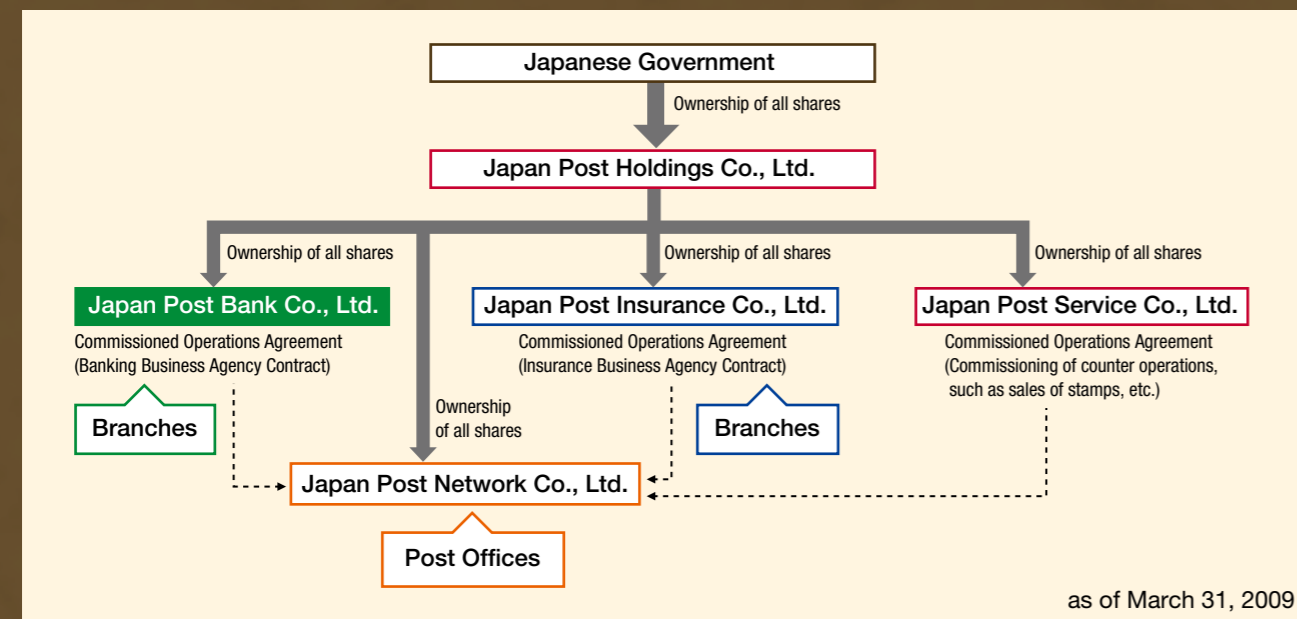 Japanese Government
Ownership of all shares
Japan Post Holdings Co., Ltd.
Ownership of all shares
Ownership of all shares
Ownership of all shares
Japan Post Bank Co., Ltd.
Japan Post Insurance Co., Ltd.
Japan Post Service Co., Ltd.
Commissioned Operations Agreement
(Banking Business Agency Contract)
Commissioned Operations Agreement
(Insurance Business Agency Contract)
Commissioned Operations Agreement
(Commissioning of counter operations,
such as sales of stamps, etc.)
Branches
Ownership
of all shares
Branches
Japan Post Network Co., Ltd.
Post Offices
as of March 31, 2009